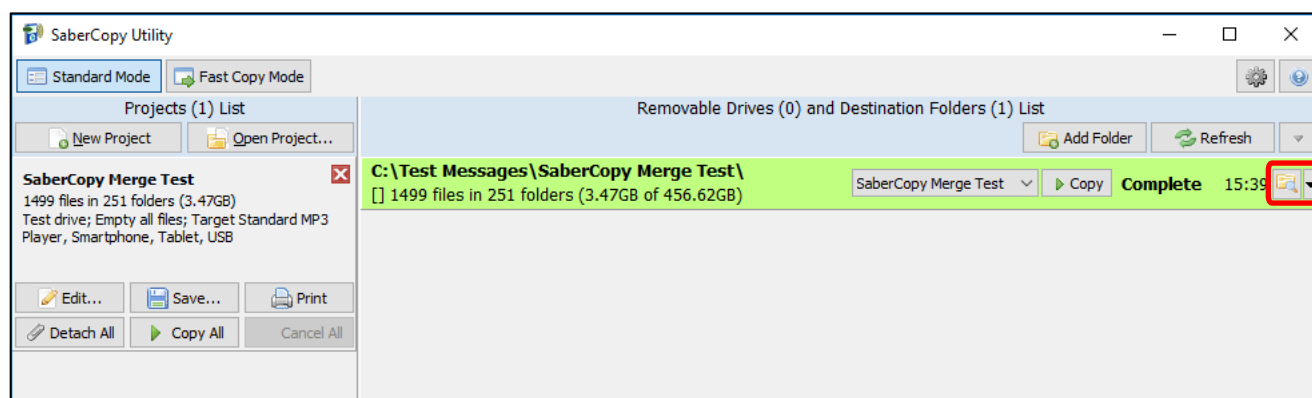 SaberCopy Utility
Standard Mode Fast Copy Mode
Projects (1) List
New Project Open Project...
SaberCopy Merge Test
1499 files in 251 folders (3.47GB)
Test drive; Empty all files; Target Standard MP3
Player, Smartphone, Tablet, USB
Edit... Save... Print
Detach All Copy All Cancel All
Removable Drives (0) and Destination Folders (1) List
Add Folder Refresh
C:\Test Messages\SaberCopy Merge Test\
[] 1499 files in 251 folders (3.47GB of 456.62GB)
SaberCopy Merge Test Copy Complete 15:39